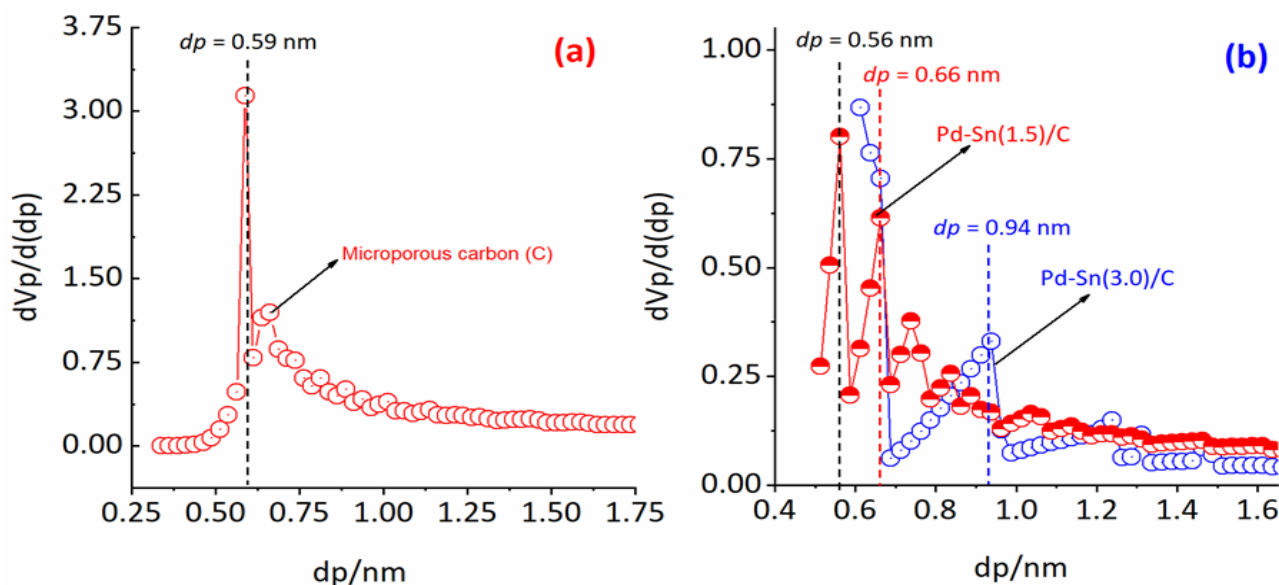 3.75
3.00
2.25
1.50
0.75
0.00
dVp/d(dp)
dp = 0.59 nm
(a)
Microporous carbon (C)
0.25 0.50 0.75 1.00 1.25 1.50 1.75
dp/nm
1.00
0.75
0.50
0.25
0.00
dVp/d(dp)
dp = 0.56 nm
(b)
dp = 0.66 nm
Pd-Sn(1.5)/C
dp = 0.94 nm
Pd-Sn(3.0)/C
0.4 0.6 0.8 1.0 1.2 1.4 1.6
dp/nm